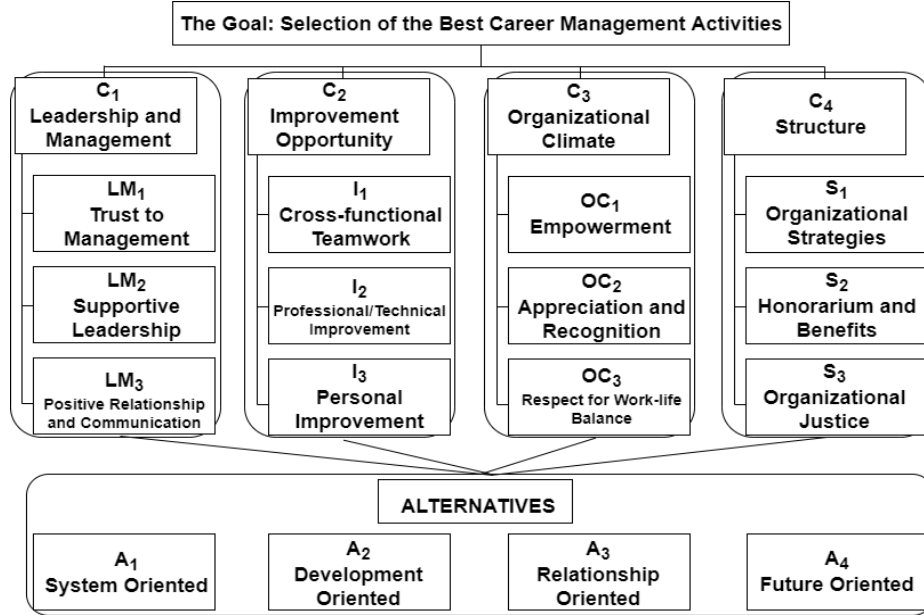 The Goal: Selection of the Best Career Management Activities
C1
Leadership and
Management
LM1
Trust to
Management
LM2
Supportive
Leadership
LM3
Positive Relationship
and Communication
C2
Improvement
Opportunity
I1
Cross-functional
Teamwork
I2
Professional/Technical
Improvement
I3
Personal
Improvement
C3
Organizational
Climate
OC1
Empowerment
OC2
Appreciation and
Recognition
OC3
Respect for Work-life
Balance
C4
Structure
S1
Organizational
Strategies
S2
Honorarium and
Benefits
S3
Organizational
Justice
ALTERNATIVES
A1
System Oriented
A2
Development
Oriented
A3
Relationship
Oriented
A4
Future Oriented